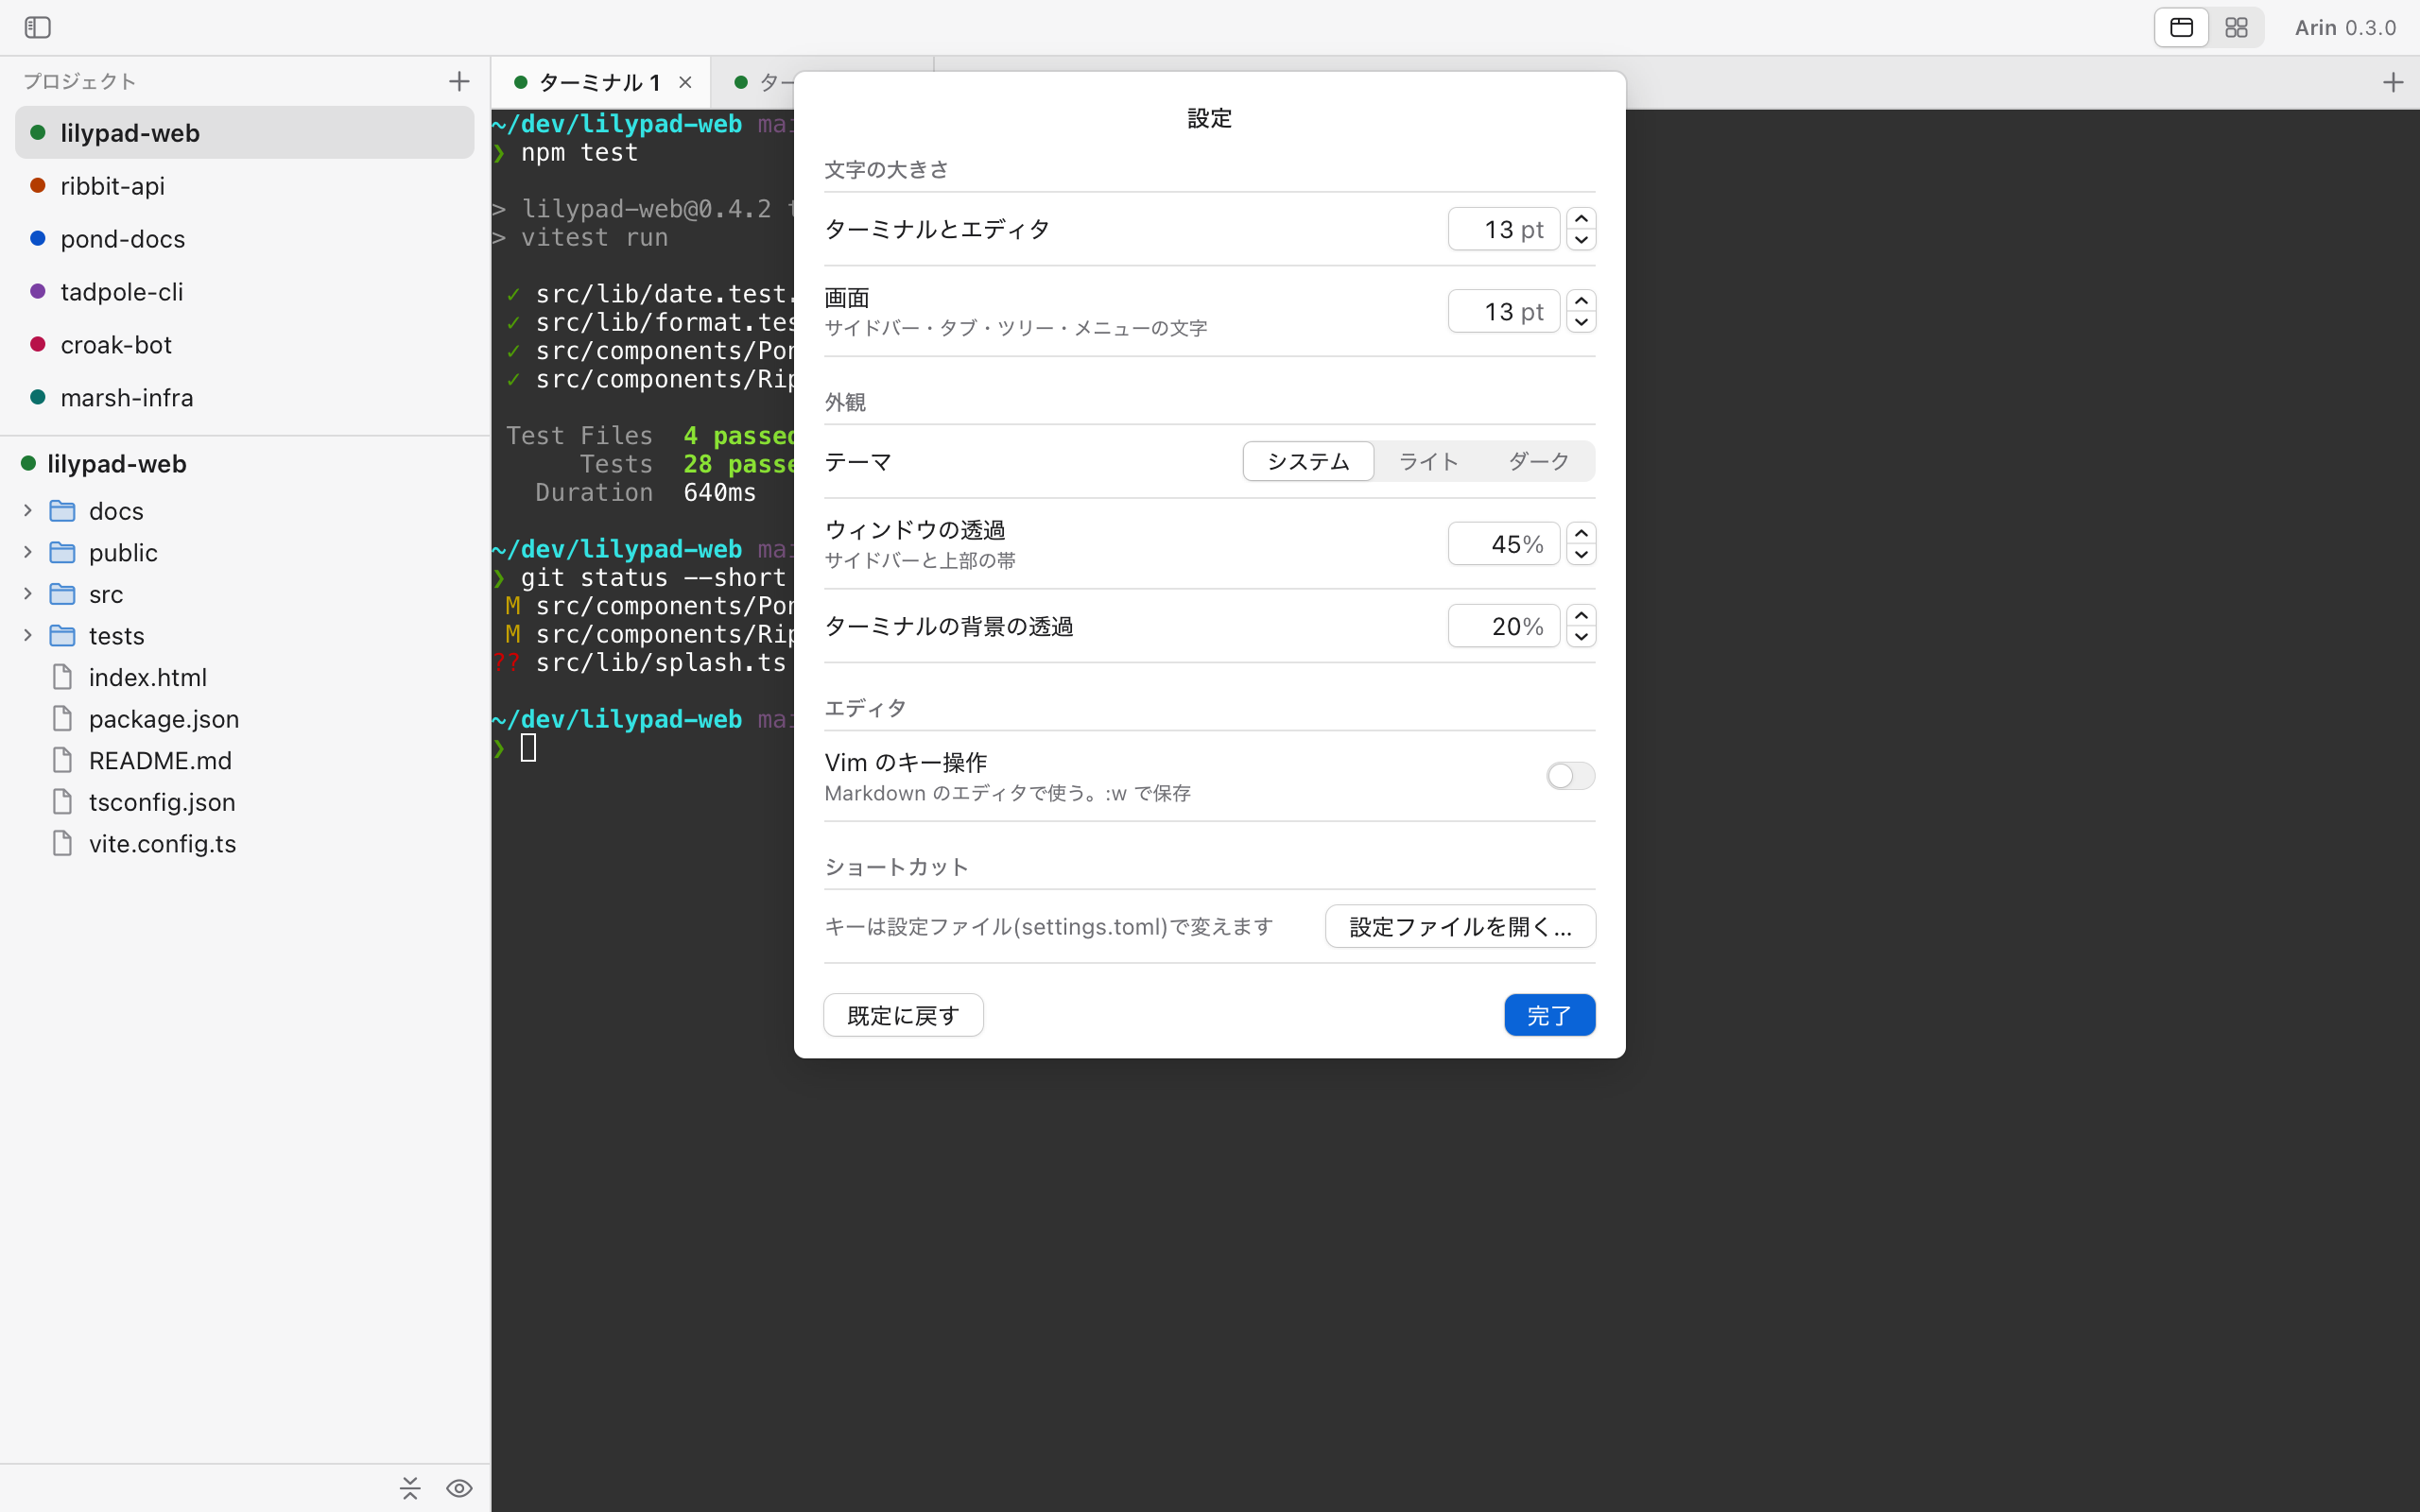 Arin 0.3.0
プロジェクト
lilypad-web
ribbit-api
pond-docs
tadpole-cli
croak-bot
marsh-infra
lilypad-web
docs
public
src
tests
index.html
package.json
README.md
tsconfig.json
vite.config.ts
ターミナル 1
~/dev/lilypad-web
❯ npm test
> lilypad-web@0.4.2
> vitest run
✓ src/lib/date.test.
✓ src/lib/format.tes
✓ src/components/Pon
✓ src/components/Rip
Test Files 4 passed
Tests 28 passe
Duration 640ms
~/dev/lilypad-web
❯ git status --short
M src/components/Pon
M src/components/Rip
?? src/lib/splash.ts
~/dev/lilypad-web
❯
設定
文字の大きさ
ターミナルとエディタ
13 pt
画面
サイドバー・タブ・ツリー・メニューの文字
13 pt
外観
テーマ
システム ライト ダーク
ウィンドウの透過
サイドバーと上部の帯
45%
ターミナルの背景の透過
20%
エディタ
Vim のキー操作
Markdown のエディタで使う。:w で保存
ショートカット
キーは設定ファイル(settings.toml)で変えます
設定ファイルを開く...
既定に戻す
完了